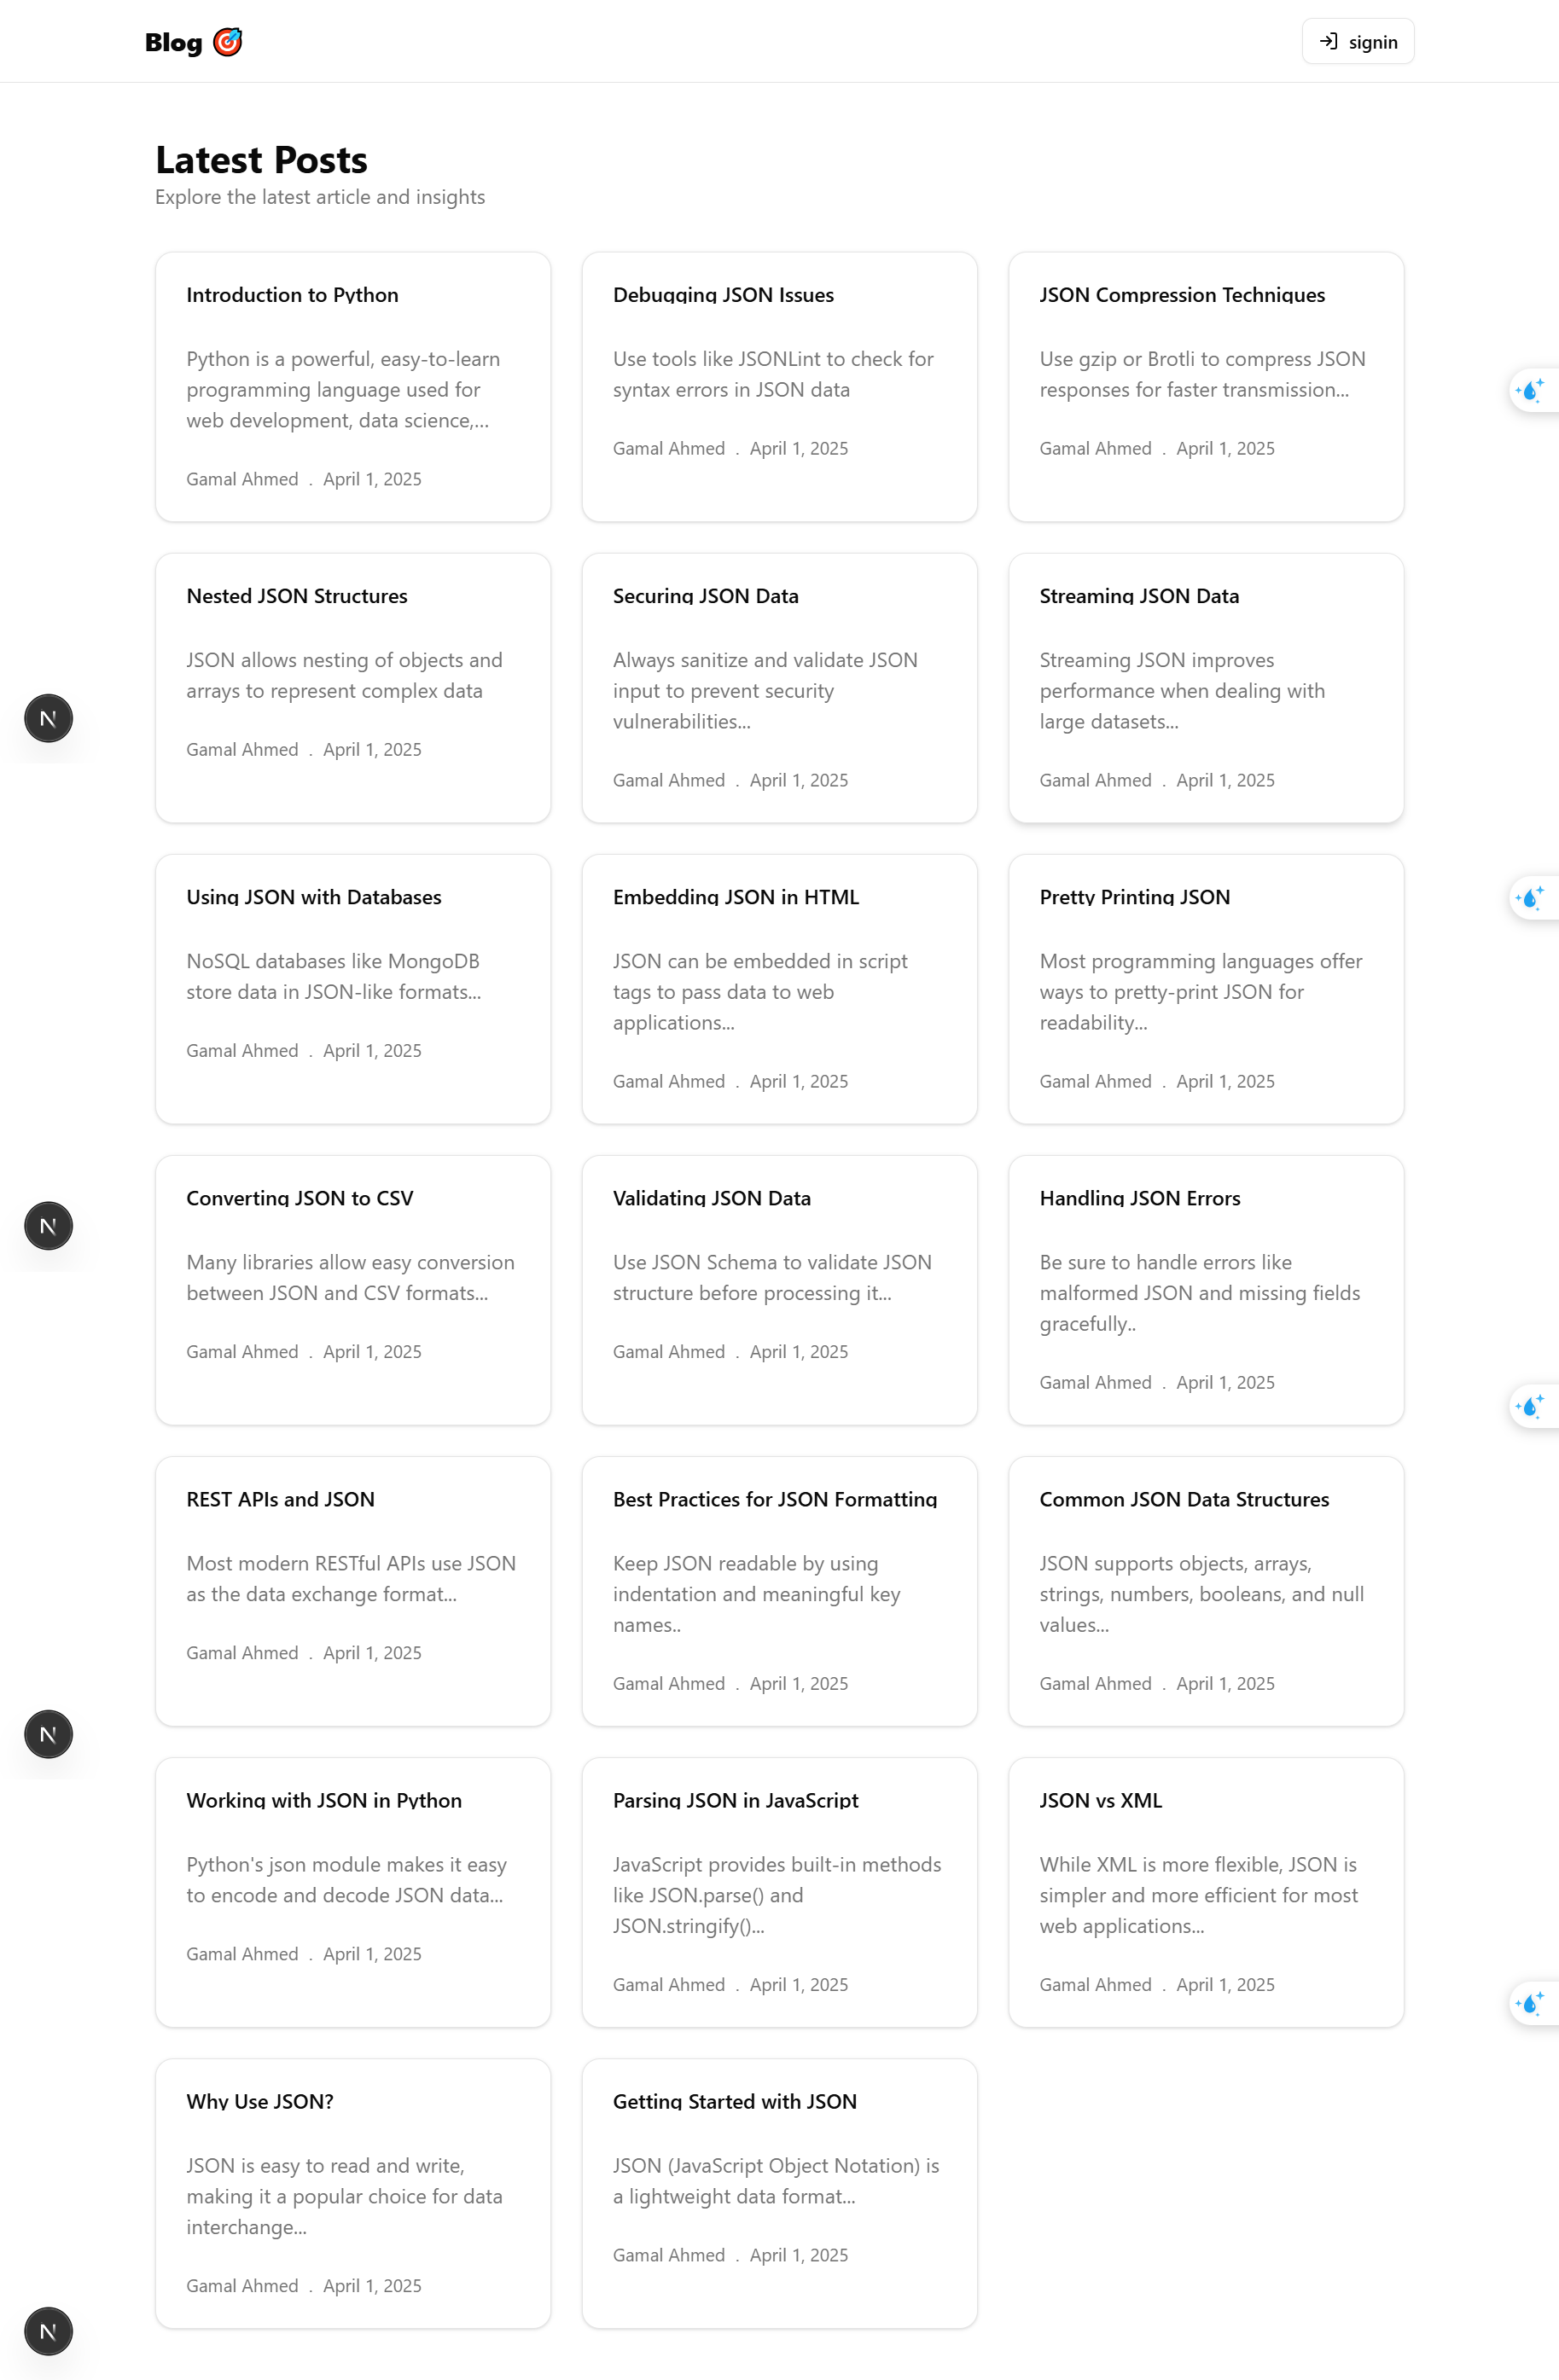 Blog
signin
Latest Posts
Explore the latest article and insights
Introduction to Python
Python is a powerful, easy-to-learn
programming language used for
web development, data science,...
Gamal Ahmed . April 1, 2025
Debugging JSON Issues
Use tools like JSONLint to check for
syntax errors in JSON data
Gamal Ahmed . April 1, 2025
JSON Compression Techniques
Use gzip or Brotli to compress JSON
responses for faster transmission...
Gamal Ahmed . April 1, 2025
Nested JSON Structures
JSON allows nesting of objects and
arrays to represent complex data
Gamal Ahmed . April 1, 2025
Securing JSON Data
Always sanitize and validate JSON
input to prevent security
vulnerabilities...
Gamal Ahmed . April 1, 2025
Streaming JSON Data
Streaming JSON improves
performance when dealing with
large datasets...
Gamal Ahmed . April 1, 2025
N
Using JSON with Databases
NoSQL databases like MongoDB
store data in JSON-like formats...
Gamal Ahmed . April 1, 2025
Embedding JSON in HTML
JSON can be embedded in script
tags to pass data to web
applications...
Gamal Ahmed . April 1, 2025
Pretty Printing JSON
Most programming languages offer
ways to pretty-print JSON for
readability...
Gamal Ahmed . April 1, 2025
Converting JSON to CSV
Many libraries allow easy conversion
between JSON and CSV formats...
Gamal Ahmed . April 1, 2025
Validating JSON Data
Use JSON Schema to validate JSON
structure before processing it...
Gamal Ahmed . April 1, 2025
Handling JSON Errors
Be sure to handle errors like
malformed JSON and missing fields
gracefully..
Gamal Ahmed . April 1, 2025
N
REST APIs and JSON
Most modern RESTful APIs use JSON
as the data exchange format...
Gamal Ahmed . April 1, 2025
Best Practices for JSON Formatting
Keep JSON readable by using
indentation and meaningful key
names..
Gamal Ahmed . April 1, 2025
Common JSON Data Structures
JSON supports objects, arrays,
strings, numbers, booleans, and null
values...
Gamal Ahmed . April 1, 2025
N
Working with JSON in Python
Python's json module makes it easy
to encode and decode JSON data...
Gamal Ahmed . April 1, 2025
Parsing JSON in JavaScript
JavaScript provides built-in methods
like JSON.parse() and
JSON.stringify()...
Gamal Ahmed . April 1, 2025
JSON vs XML
While XML is more flexible, JSON is
simpler and more efficient for most
web applications...
Gamal Ahmed . April 1, 2025
Why Use JSON?
JSON is easy to read and write,
making it a popular choice for data
interchange...
Gamal Ahmed . April 1, 2025
Getting Started with JSON
JSON (JavaScript Object Notation) is
a lightweight data format...
Gamal Ahmed . April 1, 2025
N